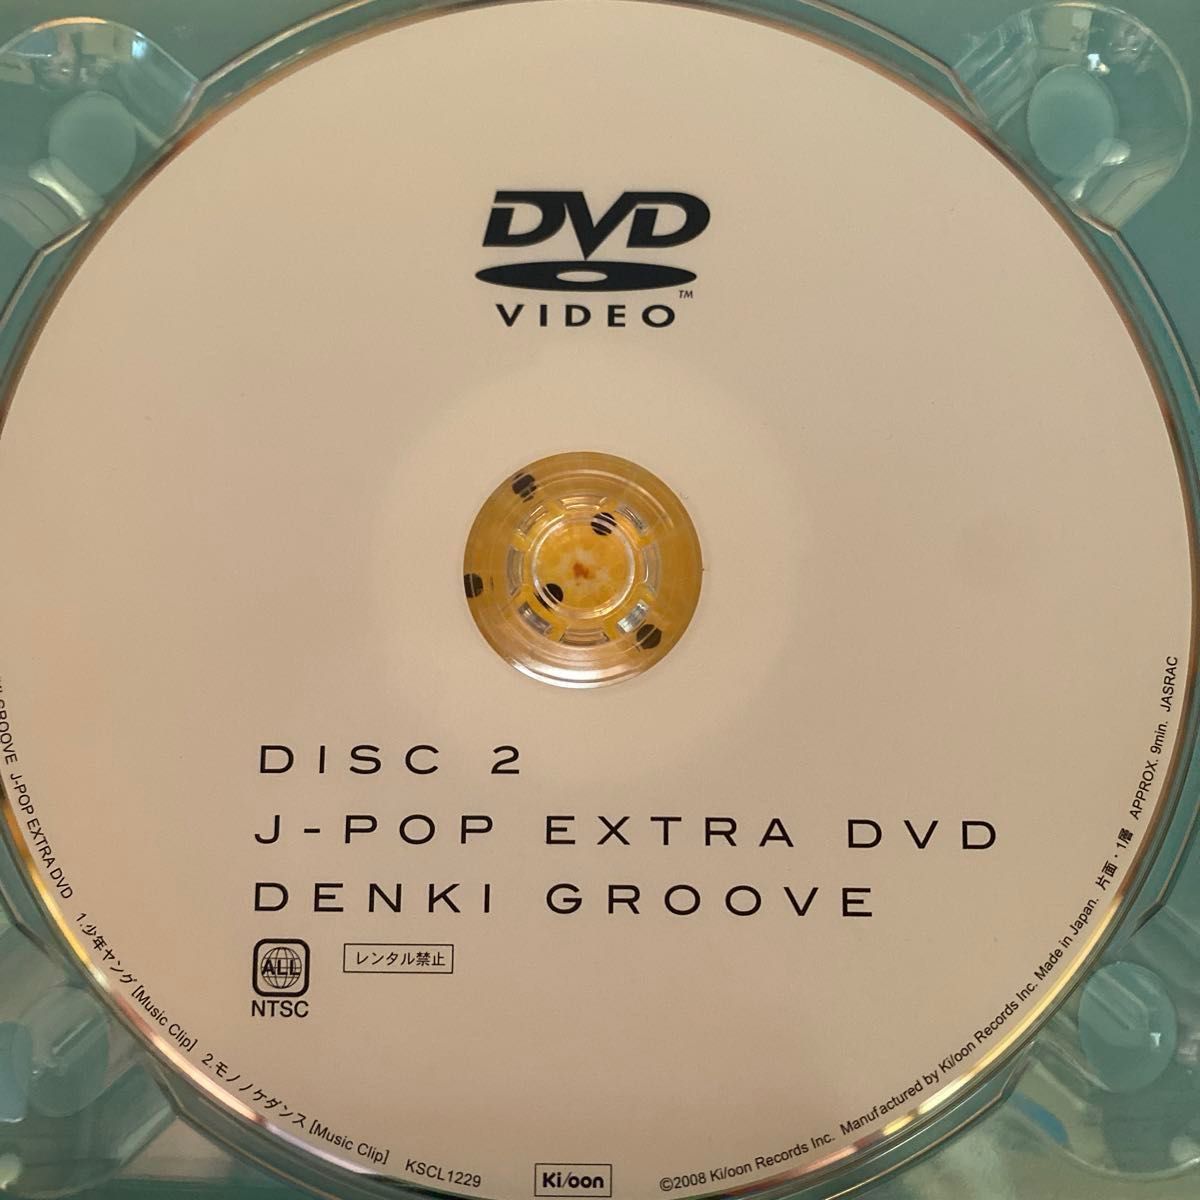 DVD
VIDEO™
DISC 2
J-POP EXTRA DVD
DENKI GROOVE
ALL
NTSC
レンタル禁止
GROOVE J-POP EXTRA DVD 1.少年ヤング [Music Clip] 2.モノノケダンス [Music Clip] KSCL1229
Ki/oon
©2008 Ki/oon Records Inc. Manufactured by Ki/oon Records Inc. Made in Japan. 片面・1層 APPROX. 9min. JASRAC